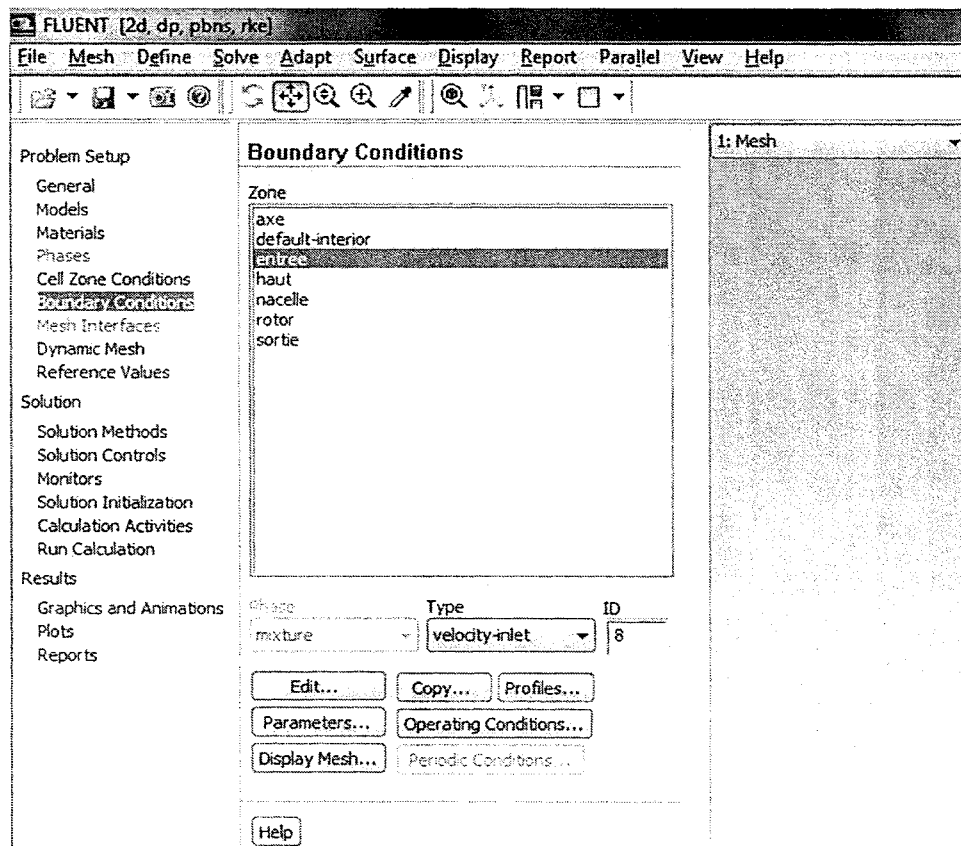 FLUENT [2d, dp, pbns, rke]
File Mesh Define Solve Adapt Surface Display Report Parallel View Help
Problem Setup
General
Models
Materials
Phases
Cell Zone Conditions
Boundary Conditions
Mesh Interfaces
Dynamic Mesh
Reference Values
Solution
Solution Methods
Solution Controls
Monitors
Solution Initialization
Calculation Activities
Run Calculation
Results
Graphics and Animations
Plots
Reports
Boundary Conditions
Zone
axe
default-interior
entree
haut
nacelle
rotor
sortie
Phase Type ID
mixture velocity-inlet 8
Edit... Copy... Profiles...
Parameters... Operating Conditions...
Display Mesh... Periodic Conditions...
Help
1: Mesh